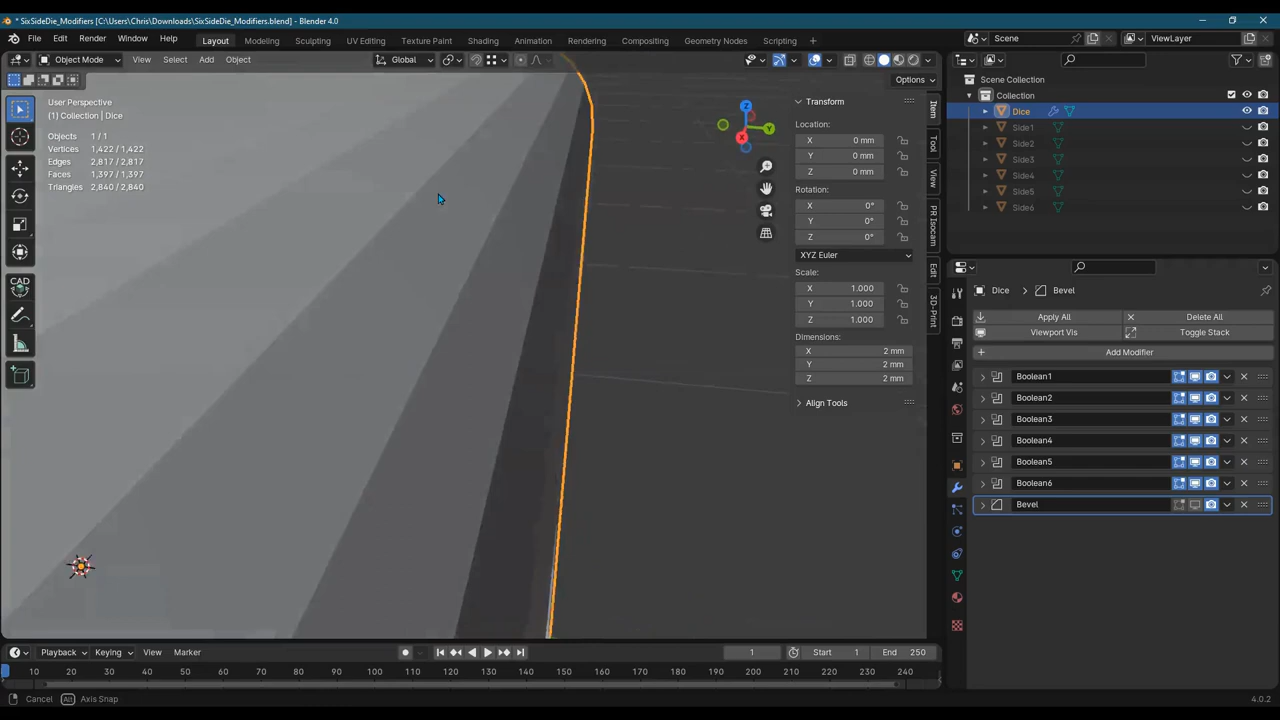 * SixSideDie_Modifiers [C:\Users\Chris\Downloads\SixSideDie_Modifiers.blend] - Blender 4.0
File Edit Render Window Help Layout Modeling Sculpting UV Editing Texture Paint Shading Animation Rendering Compositing Geometry Nodes Scripting + Scene ViewLayer
Object Mode View Select Add Object Global
Options
User Perspective
(1) Collection | Dice
Objects 1/1
Vertices 1,422 / 1,422
Edges 2,817 / 2,817
Faces 1,397 / 1,397
Triangles 2,840 / 2,840
CAD
Z
Y
X
Transform
Location:
X 0 mm
Y 0 mm
Z 0 mm
Rotation:
X 0°
Y 0°
Z 0°
XYZ Euler
Scale:
X 1.000
Y 1.000
Z 1.000
Dimensions:
X 2 mm
Y 2 mm
Z 2 mm
Align Tools
Item
Tool
View
PR Isocam
Edit
3D-Print
Scene Collection
Collection
Dice
Side1
Side2
Side3
Side4
Side5
Side6
Dice > Bevel
Apply All Delete All
Viewport Vis Toggle Stack
Add Modifier
Boolean1
Boolean2
Boolean3
Boolean4
Boolean5
Boolean6
Bevel
Playback Keying View Marker 1 Start 1 End 250
10 20 30 40 50 60 70 80 90 100 110 120 130 140 150 160 170 180 190 200 210 220 230 240
Cancel Alt Axis Snap 4.0.2